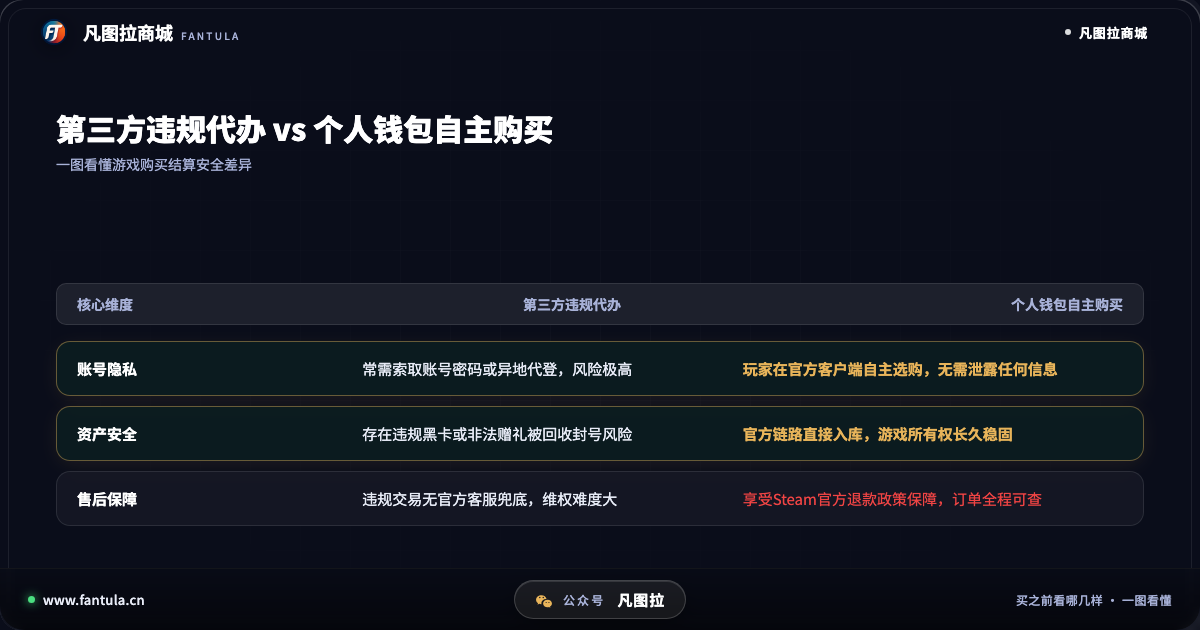 FT 凡图拉商城 FANTULA
凡图拉商城
第三方违规代办 vs 个人钱包自主购买
一图看懂游戏购买结算安全差异
核心维度 第三方违规代办 个人钱包自主购买
账号隐私 常需索取账号密码或异地代登，风险极高 玩家在官方客户端自主选购，无需泄露任何信息
资产安全 存在违规黑卡或非法赠礼被回收封号风险 官方链路直接入库，游戏所有权长久稳固
售后保障 违规交易无官方客服兜底，维权难度大 享受Steam官方退款政策保障，订单全程可查
www.fantula.cn
公众号 凡图拉
买之前看哪几样 · 一图看懂